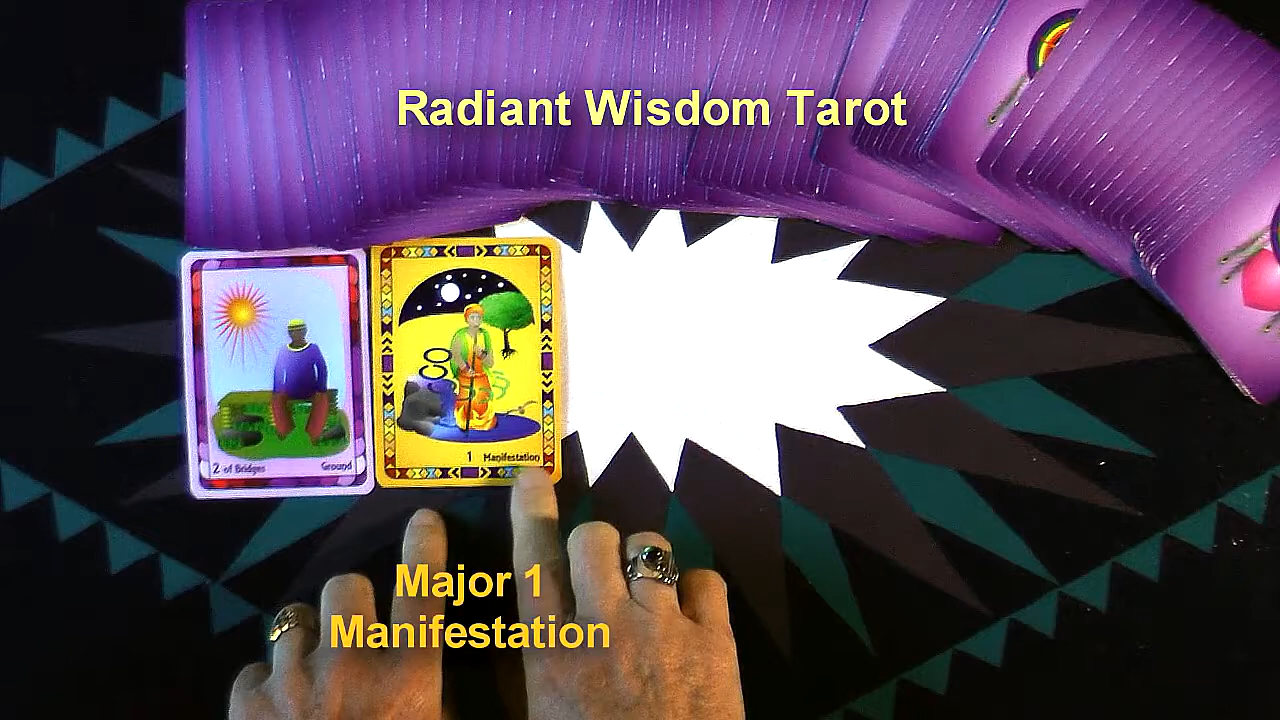 Radiant Wisdom Tarot
2 of Bridges Ground
1 Manifestation
Major 1
Manifestation